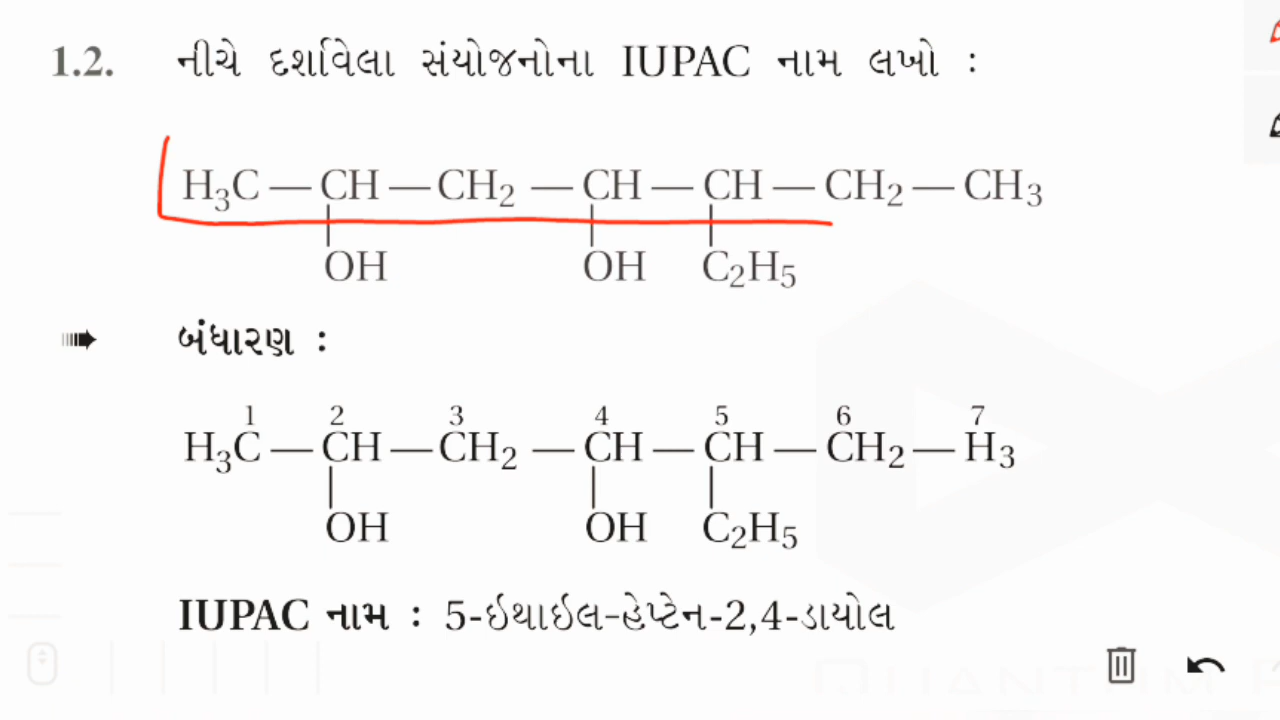 1.2. નીચે દર્શાવેલા સંયોજનોના IUPAC નામ લખો :
H₃C — CH — CH₂ — CH — CH — CH₂ — CH₃
OH OH C₂H₅
બંધારણ :
1 2 3 4 5 6 7
H₃C — CH — CH₂ — CH — CH — CH₂ — H₃
OH OH C₂H₅
IUPAC નામ : 5-ઇથાઇલ-હેપ્ટેન-2,4-ડાયોલ